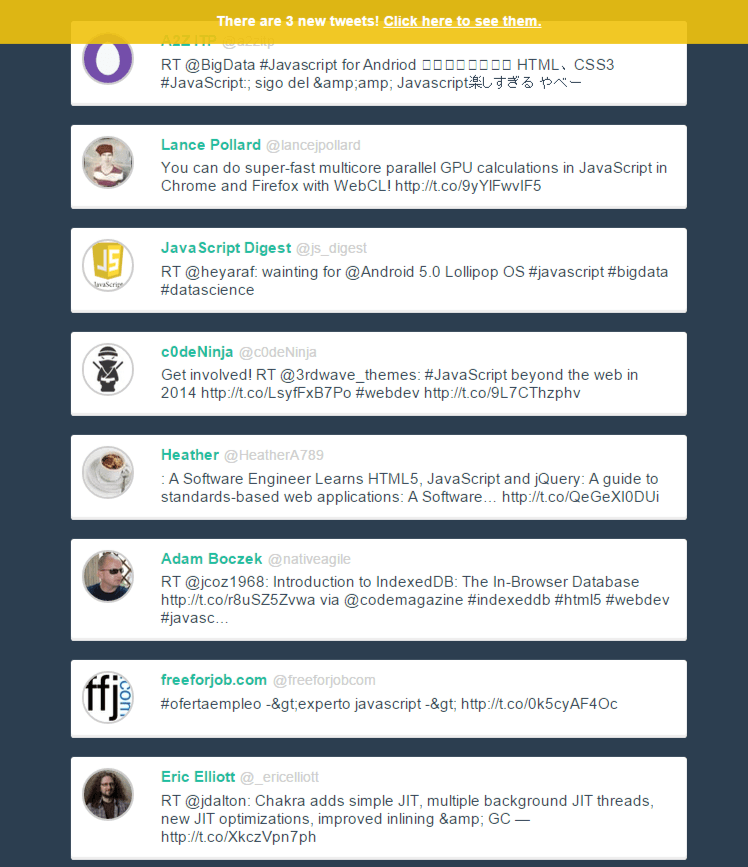 There are 3 new tweets! Click here to see them.
A2Z ITP @a2zitp
RT @BigData #Javascript for Andriod □□□□□□□□ HTML、CSS3
#JavaScript:; sigo del &amp;amp; Javascript楽しすぎる やべー
Lance Pollard @lancejpollard
You can do super-fast multicore parallel GPU calculations in JavaScript in
Chrome and Firefox with WebCL! http://t.co/9yYlFwvIF5
JS
JavaScript
JavaScript Digest @js_digest
RT @heyaraf: wainting for @Android 5.0 Lollipop OS #javascript #bigdata
#datascience
c0deNinja @c0deNinja
Get involved! RT @3rdwave_themes: #JavaScript beyond the web in
2014 http://t.co/LsyfFxB7Po #webdev http://t.co/9L7CThzphv
Heather @HeatherA789
: A Software Engineer Learns HTML5, JavaScript and jQuery: A guide to
standards-based web applications: A Software… http://t.co/QeGeXI0DUi
Adam Boczek @nativeagile
RT @jcoz1968: Introduction to IndexedDB: The In-Browser Database
http://t.co/r8uSZ5Zvwa via @codemagazine #indexeddb #html5 #webdev
#javasc…
ffj com
freeforjob.com @freeforjobcom
#ofertaempleo -&gt;experto javascript -&gt; http://t.co/0k5cyAF4Oc
Eric Elliott @_ericelliott
RT @jdalton: Chakra adds simple JIT, multiple background JIT threads,
new JIT optimizations, improved inlining &amp; GC —
http://t.co/XkczVpn7ph